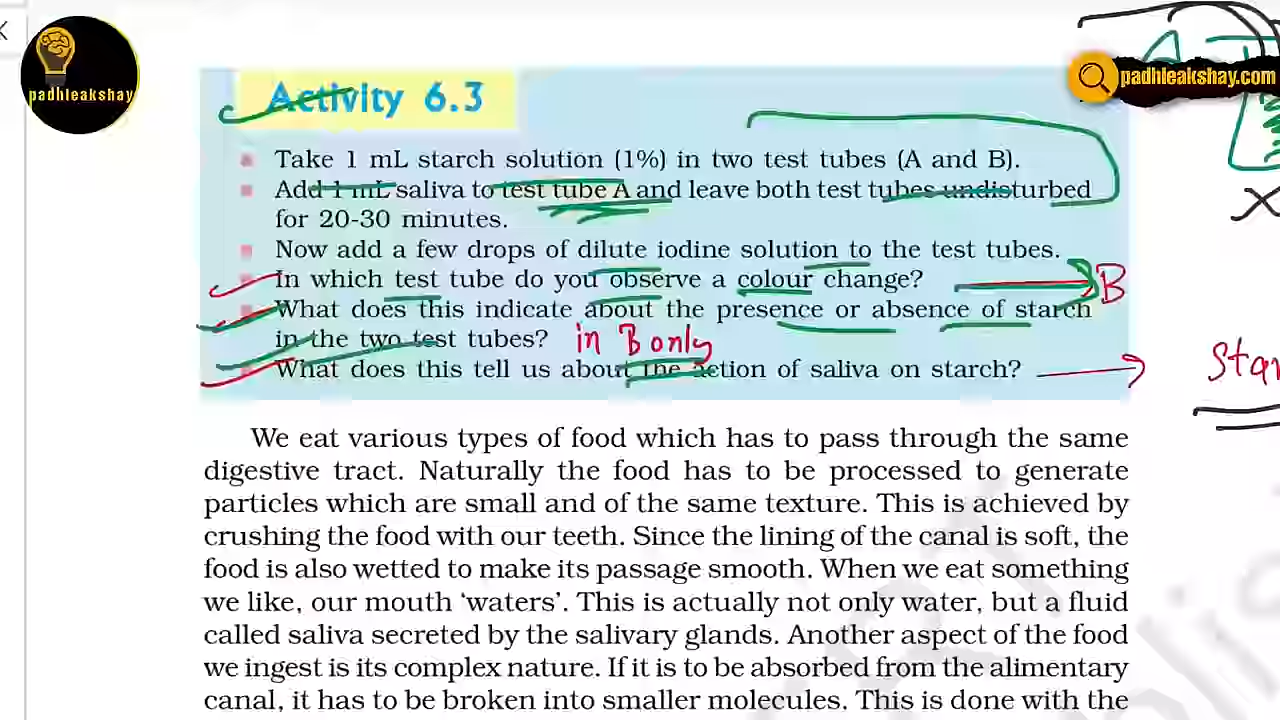 padhleakshay
padhleakshay.com
Activity 6.3
Take 1 mL starch solution (1%) in two test tubes (A and B).
Add 1 mL saliva to test tube A and leave both test tubes undisturbed
for 20-30 minutes.
Now add a few drops of dilute iodine solution to the test tubes.
In which test tube do you observe a colour change? B
What does this indicate about the presence or absence of starch
in the two test tubes? in B only
What does this tell us about the action of saliva on starch?
We eat various types of food which has to pass through the same
digestive tract. Naturally the food has to be processed to generate
particles which are small and of the same texture. This is achieved by
crushing the food with our teeth. Since the lining of the canal is soft, the
food is also wetted to make its passage smooth. When we eat something
we like, our mouth ‘waters’. This is actually not only water, but a fluid
called saliva secreted by the salivary glands. Another aspect of the food
we ingest is its complex nature. If it is to be absorbed from the alimentary
canal, it has to be broken into smaller molecules. This is done with the